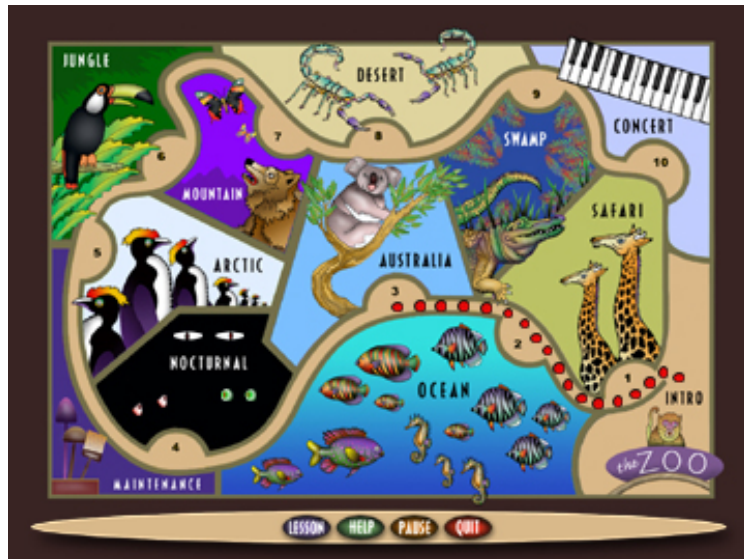 JUNGLE
DESERT
9
CONCERT
7
8
SWAMP
6
10
MOUNTAIN
SAFARI
5
ARCTIC
AUSTRALIA
3
2
NOCTURNAL
OCEAN
1
INTRO
4
the ZOO
MAINTENANCE
LESSON HELP PAUSE QUIT